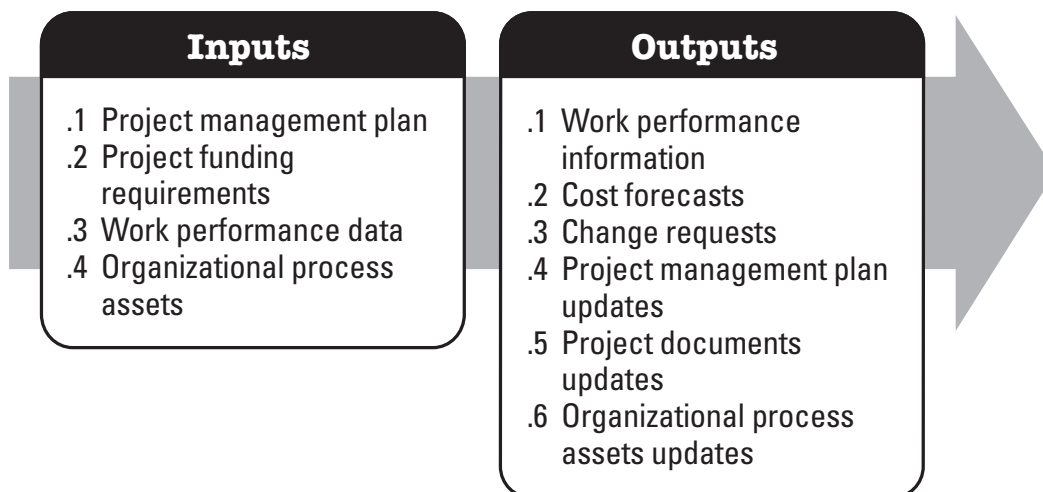 Inputs
.1 Project management plan
.2 Project funding
requirements
.3 Work performance data
.4 Organizational process
assets
Outputs
.1 Work performance
information
.2 Cost forecasts
.3 Change requests
.4 Project management plan
updates
.5 Project documents
updates
.6 Organizational process
assets updates